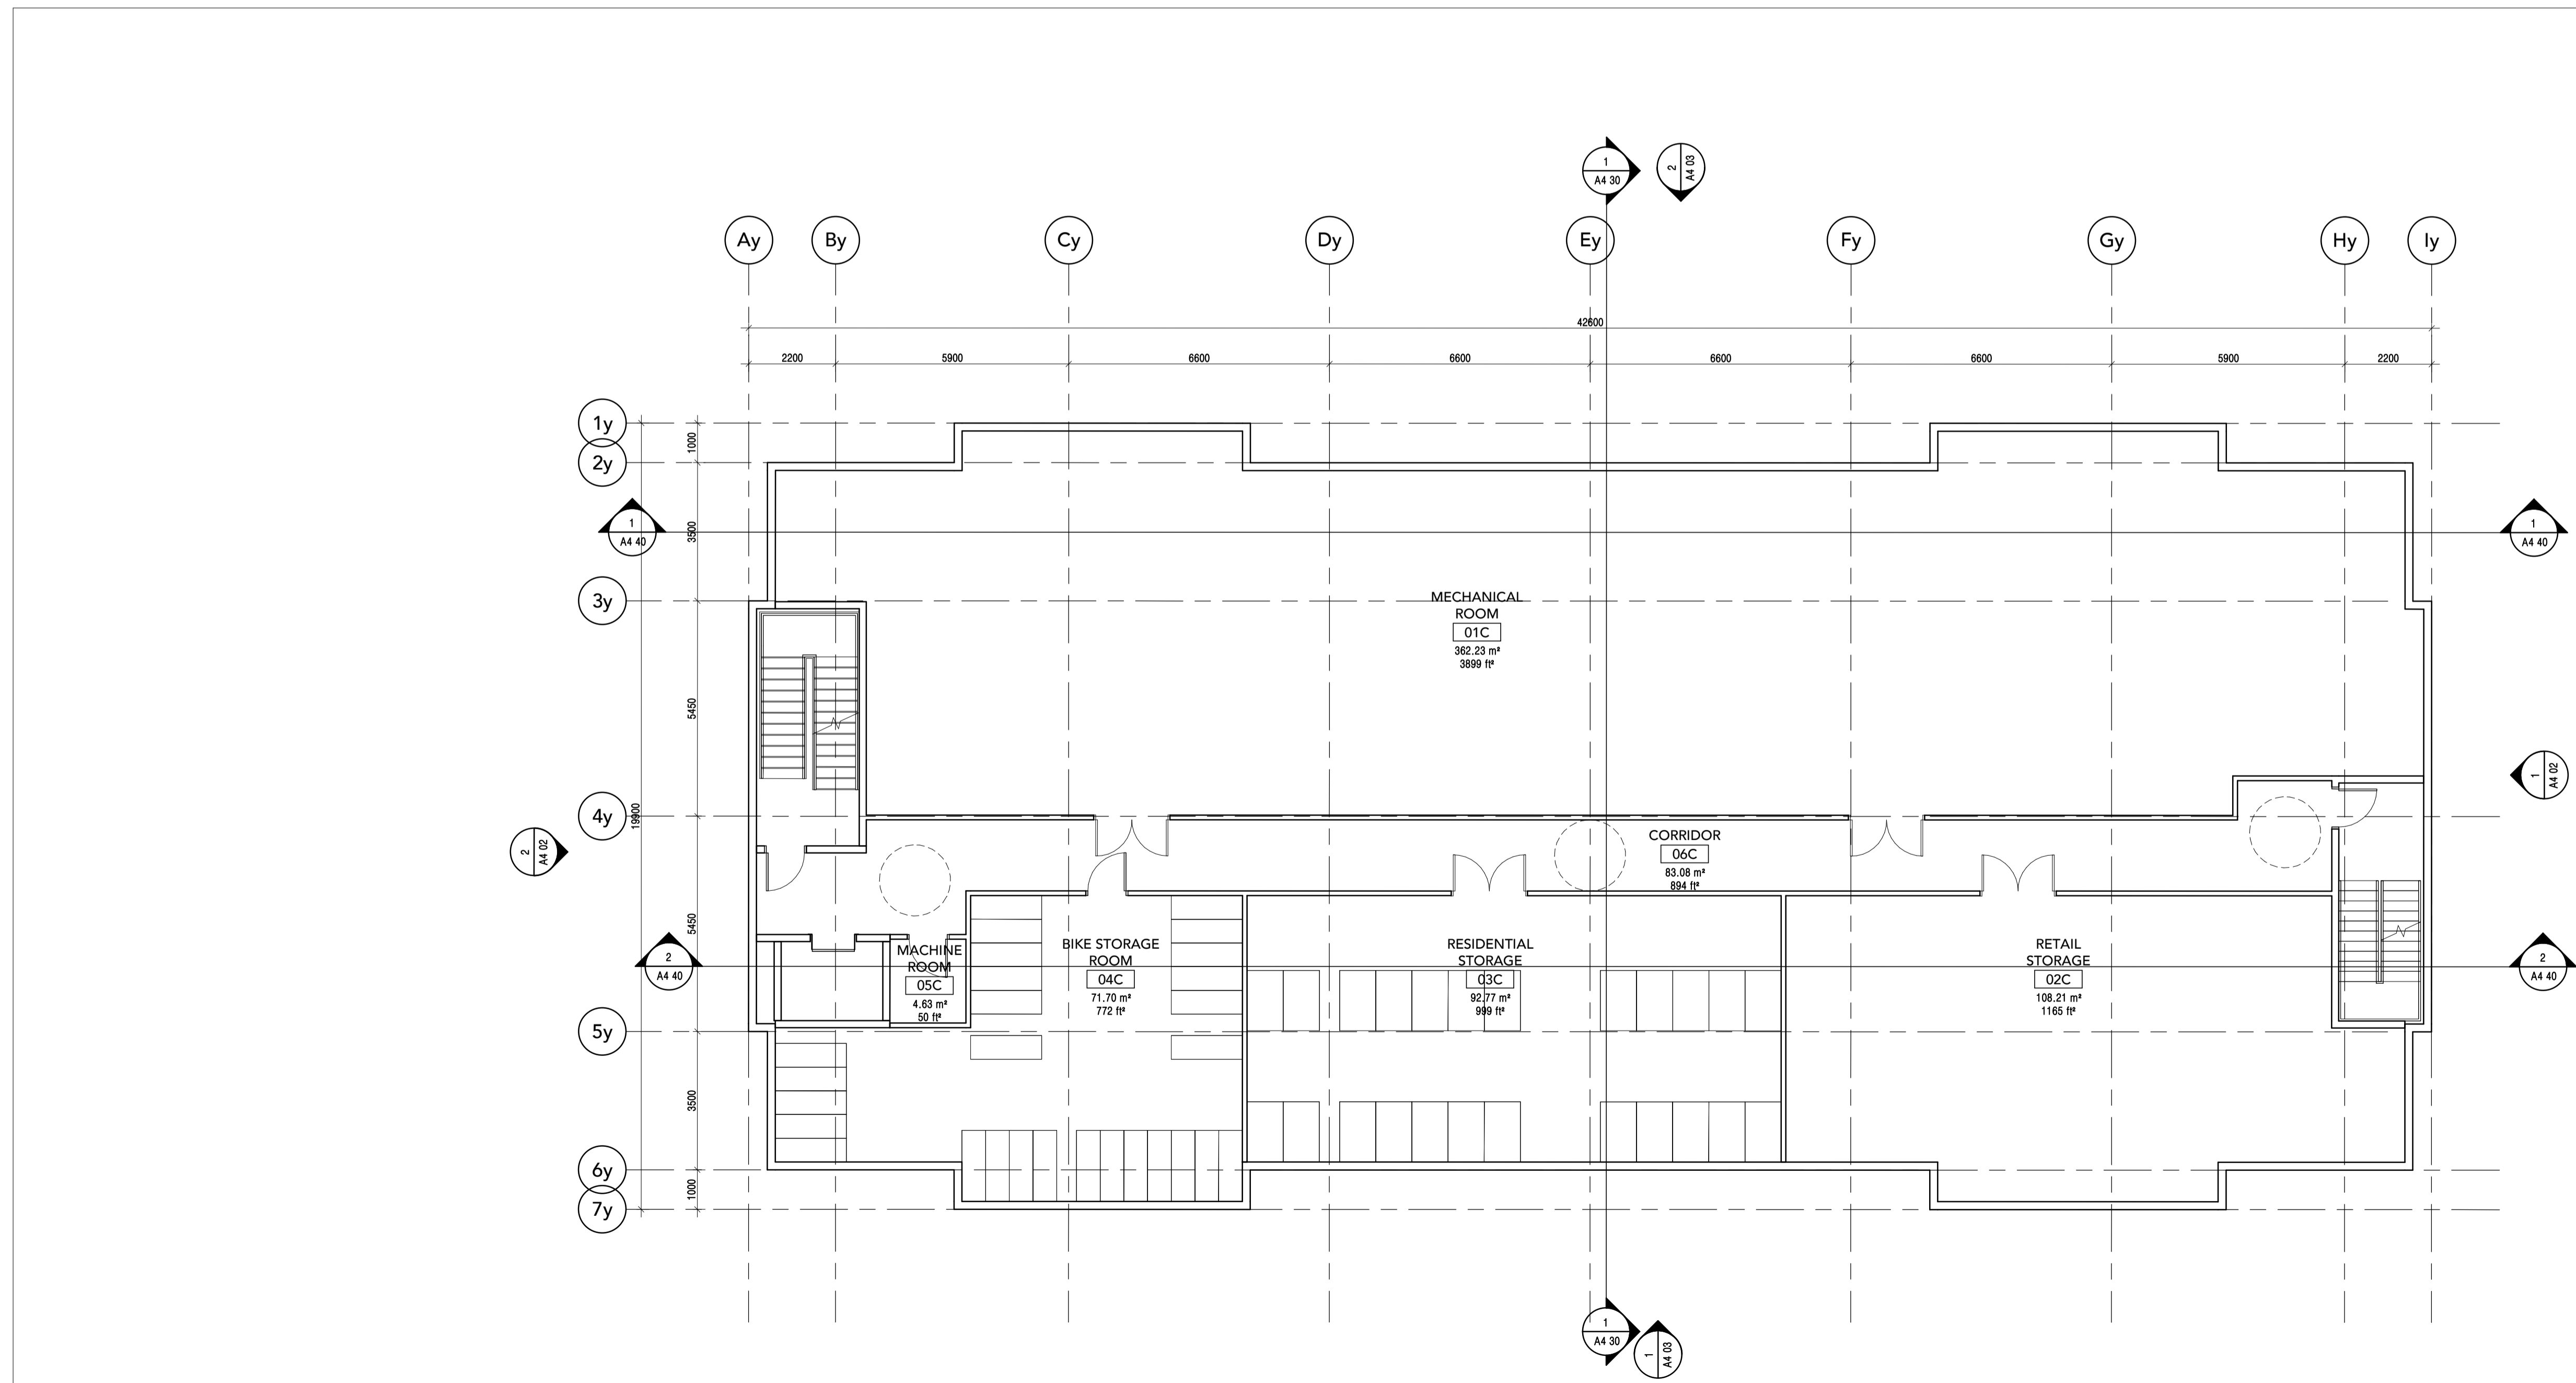 1
A4 30
2
A4 03
Ay
By
Cy
Dy
Ey
Fy
Gy
Hy
Iy
42600
2200
5900
6600
6600
6600
6600
5900
2200
1y
1000
2y
1
A4 40
3500
1
A4 40
3y
MECHANICAL
ROOM
01C
362.23 m²
3899 ft²
5450
1
A4 02
4y
19900
2
A4 02
CORRIDOR
06C
83.08 m²
894 ft²
5450
2
A4 40
MACHINE
ROOM
05C
4.63 m²
50 ft²
BIKE STORAGE
ROOM
04C
71.70 m²
772 ft²
RESIDENTIAL
STORAGE
03C
92.77 m²
999 ft²
RETAIL
STORAGE
02C
108.21 m²
1165 ft²
2
A4 40
5y
3500
6y
1000
7y
1
A4 30
1
A4 03